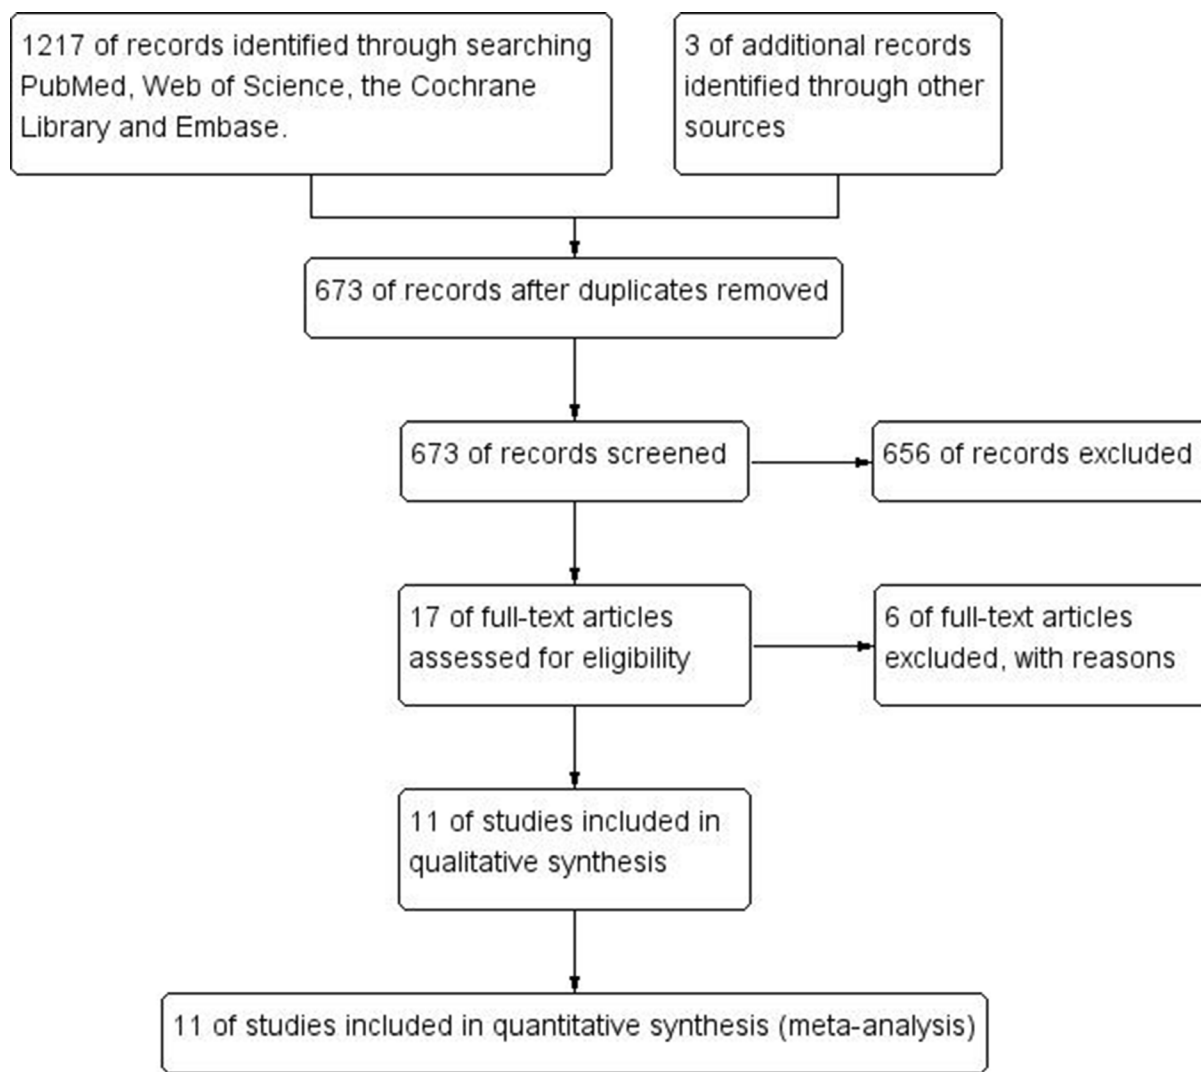 1217 of records identified through searching
PubMed, Web of Science, the Cochrane
Library and Embase.
3 of additional records
identified through other
sources
673 of records after duplicates removed
673 of records screened
656 of records excluded
17 of full-text articles
assessed for eligibility
6 of full-text articles
excluded, with reasons
11 of studies included in
qualitative synthesis
11 of studies included in quantitative synthesis (meta-analysis)